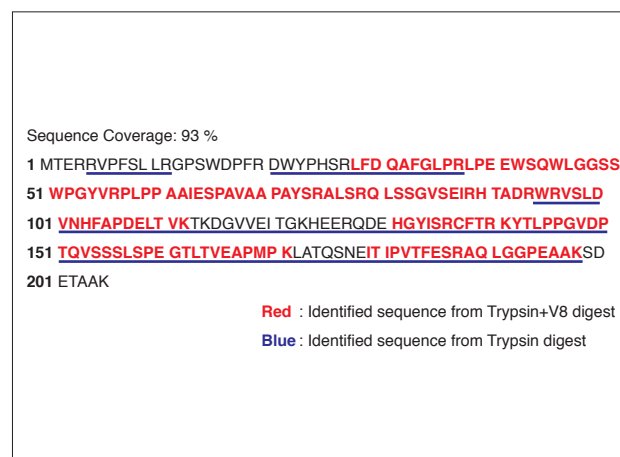 Sequence Coverage: 93 %
1 MTERRVPFSL LRGPSWDPFR DWYPHSRLFD QAFGLPRLPE EWSQWLGGSS
51 WPGYVRPLPP AAIESPAVAA PAYSRALSRQ LSSGVSEIRH TADRWRVSLD
101 VNHFAPDELT VKTKDGVVEI TGKHEERQDE HGYISRCFTR KYTLPPGVDP
151 TQVSSSLSPE GTLTVEAPMP KLATQSNEIT IPVTFESRAQ LGGPEAAKSD
201 ETAAK
Red : Identified sequence from Trypsin+V8 digest
Blue : Identified sequence from Trypsin digest